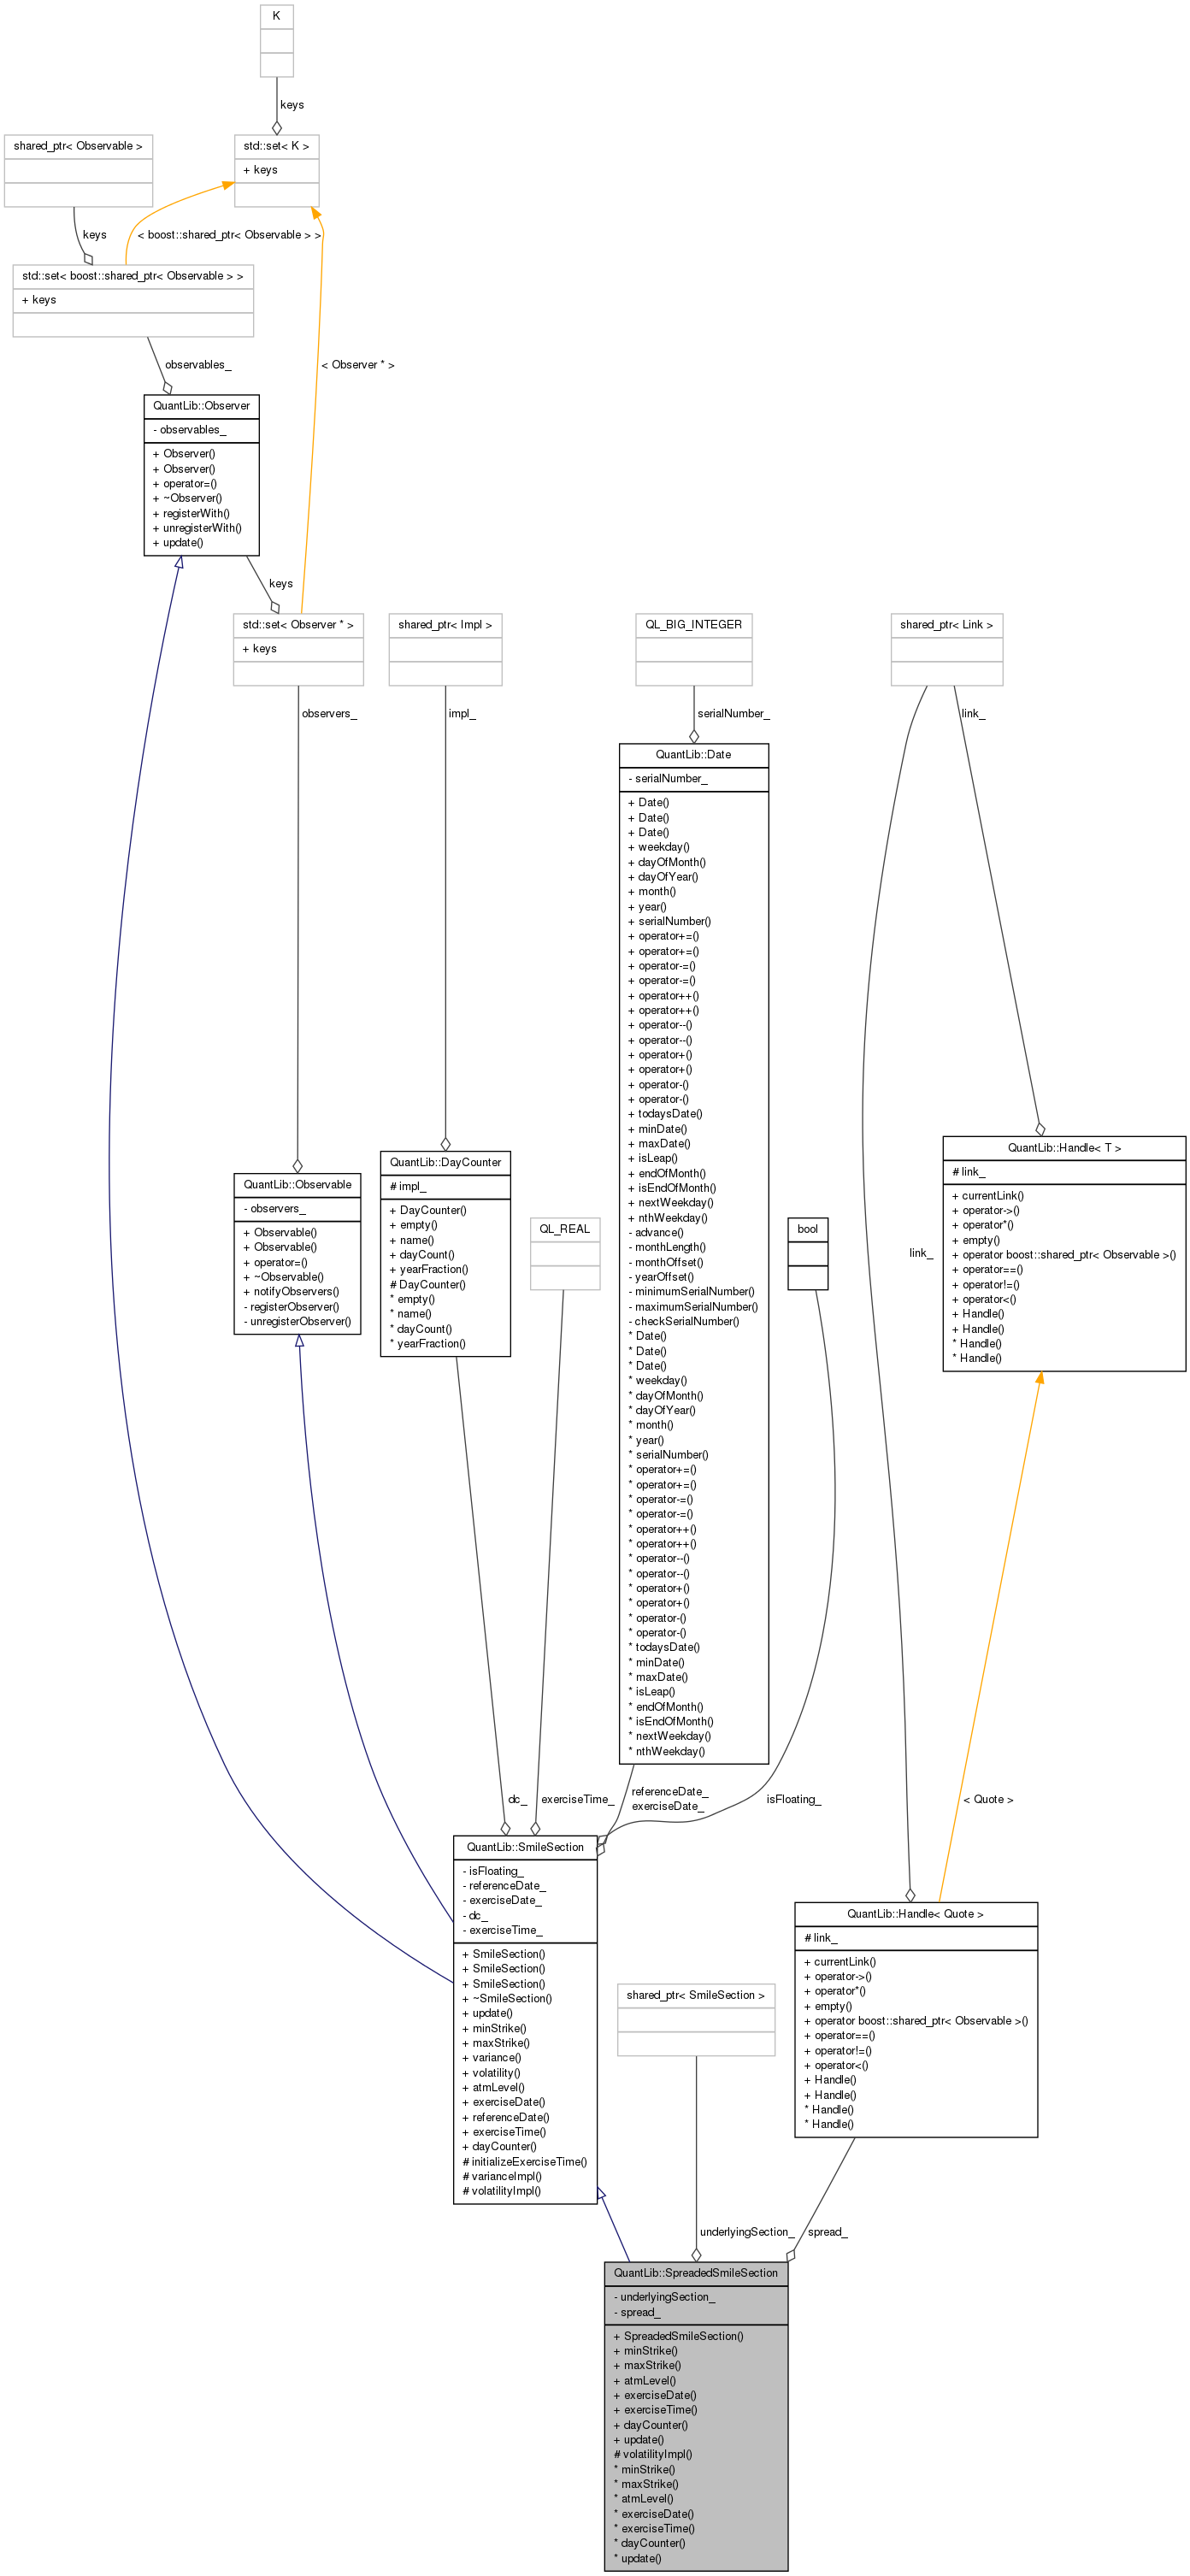 K
keys
shared_ptr< Observable >
std::set< K >
+ keys
keys
< boost::shared_ptr< Observable > >
std::set< boost::shared_ptr< Observable > >
+ keys
observables_
< Observer * >
QuantLib::Observer
- observables_
+ Observer()
+ Observer()
+ operator=()
+ ~Observer()
+ registerWith()
+ unregisterWith()
+ update()
keys
std::set< Observer * >
+ keys
shared_ptr< Impl >
QL_BIG_INTEGER
shared_ptr< Link >
observers_
impl_
serialNumber_
link_
QuantLib::Date
- serialNumber_
+ Date()
+ Date()
+ Date()
+ weekday()
+ dayOfMonth()
+ dayOfYear()
+ month()
+ year()
+ serialNumber()
+ operator+=()
+ operator+=()
+ operator-=()
+ operator-=()
+ operator++()
+ operator++()
+ operator--()
+ operator--()
+ operator+()
+ operator+()
+ operator-()
+ operator-()
+ todaysDate()
+ minDate()
+ maxDate()
+ isLeap()
+ endOfMonth()
+ isEndOfMonth()
+ nextWeekday()
+ nthWeekday()
- advance()
- monthLength()
- monthOffset()
- yearOffset()
- minimumSerialNumber()
- maximumSerialNumber()
- checkSerialNumber()
* Date()
* Date()
* Date()
* weekday()
* dayOfMonth()
* dayOfYear()
* month()
* year()
* serialNumber()
* operator+=()
* operator+=()
* operator-=()
* operator-=()
* operator++()
* operator++()
* operator--()
* operator--()
* operator+()
* operator+()
* operator-()
* operator-()
* todaysDate()
* minDate()
* maxDate()
* isLeap()
* endOfMonth()
* isEndOfMonth()
* nextWeekday()
* nthWeekday()
QuantLib::Handle< T >
# link_
+ currentLink()
+ operator->()
+ operator*()
+ empty()
+ operator boost::shared_ptr< Observable >()
+ operator==()
+ operator!=()
+ operator<()
+ Handle()
+ Handle()
* Handle()
* Handle()
QuantLib::DayCounter
# impl_
+ DayCounter()
+ empty()
+ name()
+ dayCount()
+ yearFraction()
# DayCounter()
* empty()
* name()
* dayCount()
* yearFraction()
QuantLib::Observable
- observers_
+ Observable()
+ Observable()
+ operator=()
+ ~Observable()
+ notifyObservers()
- registerObserver()
- unregisterObserver()
QL_REAL
bool
link_
dc_
exerciseTime_
referenceDate_
exerciseDate_
isFloating_
< Quote >
QuantLib::SmileSection
- isFloating_
- referenceDate_
- exerciseDate_
- dc_
- exerciseTime_
+ SmileSection()
+ SmileSection()
+ SmileSection()
+ ~SmileSection()
+ update()
+ minStrike()
+ maxStrike()
+ variance()
+ volatility()
+ atmLevel()
+ exerciseDate()
+ referenceDate()
+ exerciseTime()
+ dayCounter()
# initializeExerciseTime()
# varianceImpl()
# volatilityImpl()
QuantLib::Handle< Quote >
# link_
+ currentLink()
+ operator->()
+ operator*()
+ empty()
+ operator boost::shared_ptr< Observable >()
+ operator==()
+ operator!=()
+ operator<()
+ Handle()
+ Handle()
* Handle()
* Handle()
shared_ptr< SmileSection >
underlyingSection_
spread_
QuantLib::SpreadedSmileSection
- underlyingSection_
- spread_
+ SpreadedSmileSection()
+ minStrike()
+ maxStrike()
+ atmLevel()
+ exerciseDate()
+ exerciseTime()
+ dayCounter()
+ update()
# volatilityImpl()
* minStrike()
* maxStrike()
* atmLevel()
* exerciseDate()
* exerciseTime()
* dayCounter()
* update()